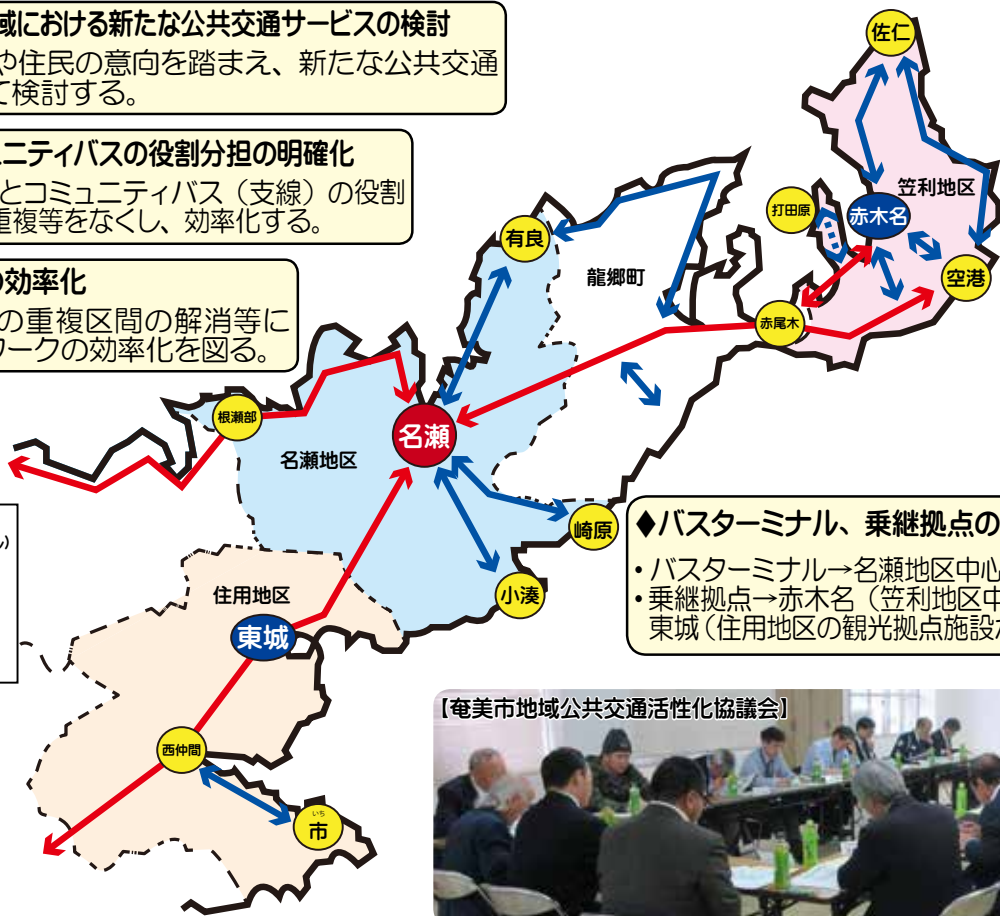 域における新たな公共交通サービスの検討
や住民の意向を踏まえ、新たな公共交通
て検討する。
ュニティバスの役割分担の明確化
とコミュニティバス（支線）の役割
重複等をなくし、効率化する。
の効率化
の重複区間の解消等に
ワークの効率化を図る。
佐仁
笠利地区
打田原
赤木名
有良
龍郷町
空港
赤尾木
根瀬部
名瀬
名瀬地区
崎原
小湊
住用地区
東城
西仲間
いち
市
◆バスターミナル、乗継拠点の
・バスターミナル→名瀬地区中心
・乗継拠点→赤木名（笠利地区中
東城（住用地区の観光拠点施設
【奄美市地域公共交通活性化協議会】